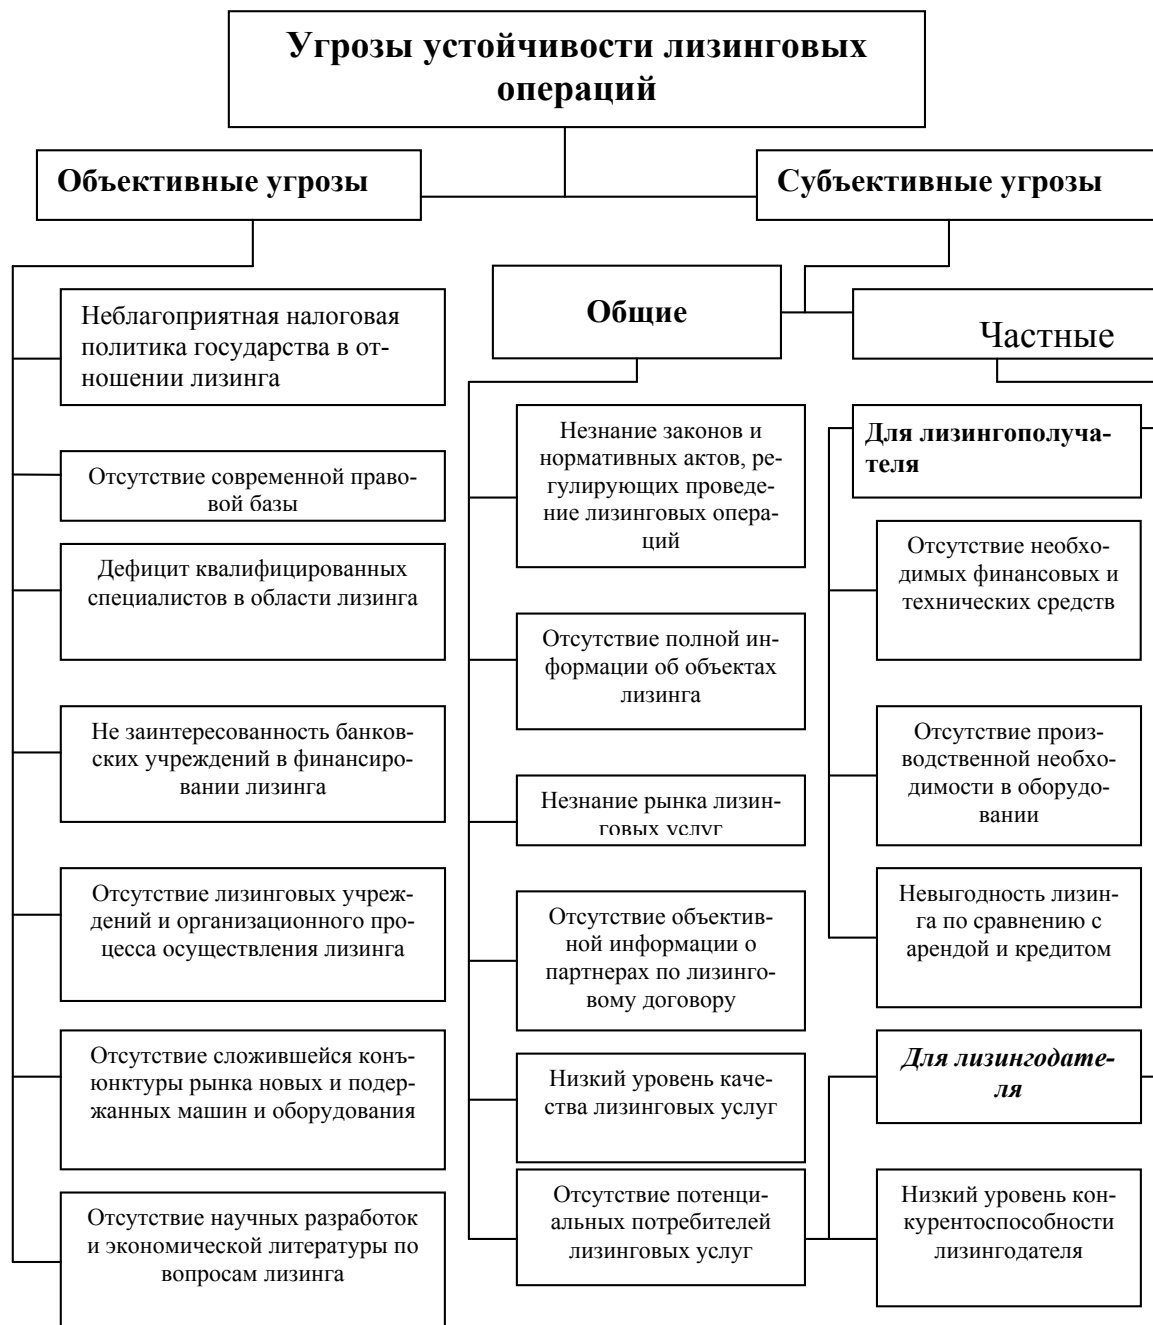 Угрозы устойчивости лизинговых
операций
Объективные угрозы
Субъективные угрозы
Неблагоприятная налоговая
политика государства в от-
ношении лизинга
Отсутствие современной право-
вой базы
Дефицит квалифицированных
специалистов в области лизинга
Не заинтересованность банков-
ских учреждений в финансиро-
вании лизинга
Отсутствие лизинговых учреж-
дений и организационного про-
цесса осуществления лизинга
Отсутствие сложившейся конъ-
юнктуры рынка новых и подер-
жанных машин и оборудования
Отсутствие научных разработок
и экономической литературы по
вопросам лизинга
Общие
Незнание законов и
нормативных актов, ре-
гулирующих проведе-
ние лизинговых опера-
ций
Отсутствие полной ин-
формации об объектах
лизинга
Незнание рынка лизин-
говых услуг
Отсутствие объектив-
ной информации о
партнерах по лизинго-
вому договору
Низкий уровень каче-
ства лизинговых услуг
Отсутствие потенци-
альных потребителей
лизинговых услуг
Частные
Для лизингополуча-
теля
Отсутствие необхо-
димых финансовых и
технических средств
Отсутствие произ-
водственной необхо-
димости в оборудо-
вании
Невыгодность лизин-
га по сравнению с
арендой и кредитом
Для лизингодате-
ля
Низкий уровень кон-
курентоспособности
лизингодателя